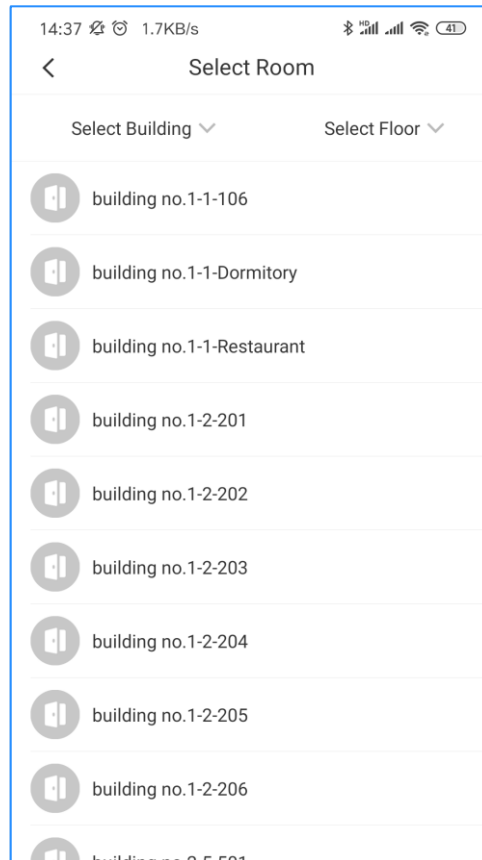 14:37 1.7KB/s HD 41
Select Room
Select Building Select Floor
building no.1-1-106
building no.1-1-Dormitory
building no.1-1-Restaurant
building no.1-2-201
building no.1-2-202
building no.1-2-203
building no.1-2-204
building no.1-2-205
building no.1-2-206